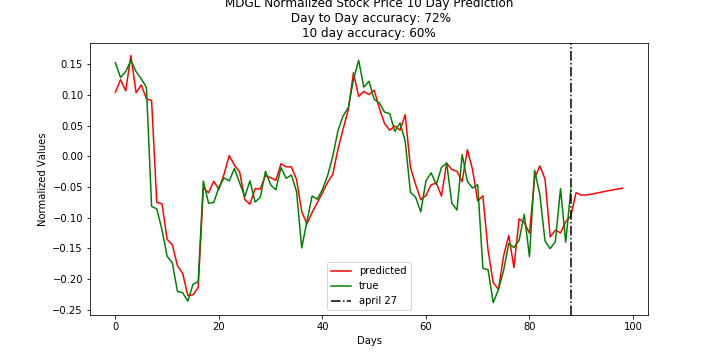 MDGL Normalized Stock Price 10 Day Prediction
Day to Day accuracy: 72%
10 day accuracy: 60%
Normalized Values
0.15
0.10
0.05
0.00
−0.05
−0.10
−0.15
−0.20
−0.25
predicted
true
april 27
0 20 40 60 80 100
Days